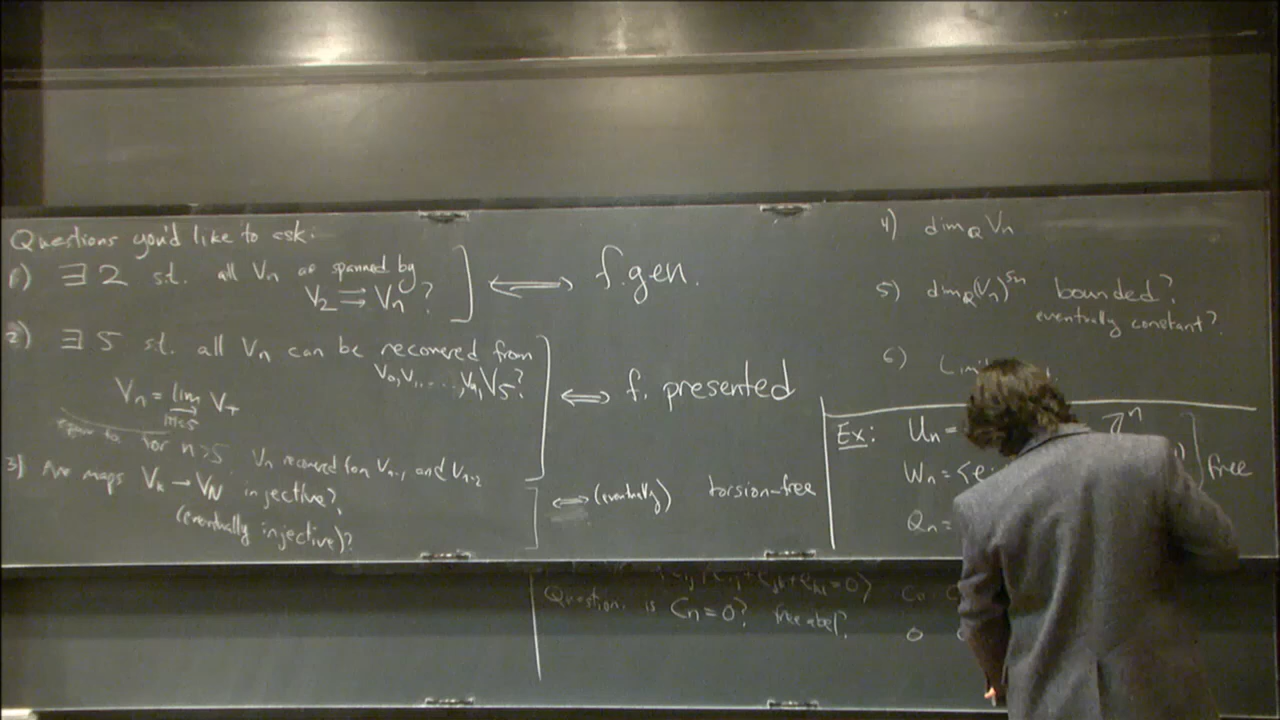 Questions you'd like to ask:
1) ∃ 2 s.t. all Vn are spanned by
V2 ⇉ Vn ?
⟺ f.gen.
2) ∃ 5 s.t. all Vn can be recovered from
V0, V1, ..., V4, V5?
Vn = lim VT
|T|≤5
for n>5 Vn recovered from Vn-1 and Vn-2
⟺ f. presented
3) Are maps Vk → VN injective?
(eventually injective)?
⟺ (eventually) torsion-free
4) dimQ Vn
5) dimQ(Vn)^Sn bounded?
eventually constant?
6)
Ex: Un = ℤ^n
Wn =
Qn =
free
Question: is Cn=0? free abel?
0